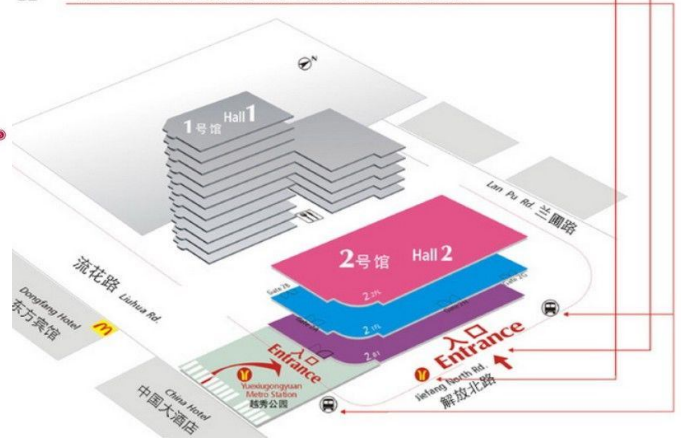 1号馆 Hall 1
Lan Pu Rd. 兰圃路
2号馆 Hall 2
流花路 Liuhua Rd.
Dongfang Hotel
东方宾馆
入口
Entrance
入口
Entrance
Yuexiugongyuan
Metro Station
越秀公园
Jiefang North Rd.
解放北路
China Hotel
中国大酒店